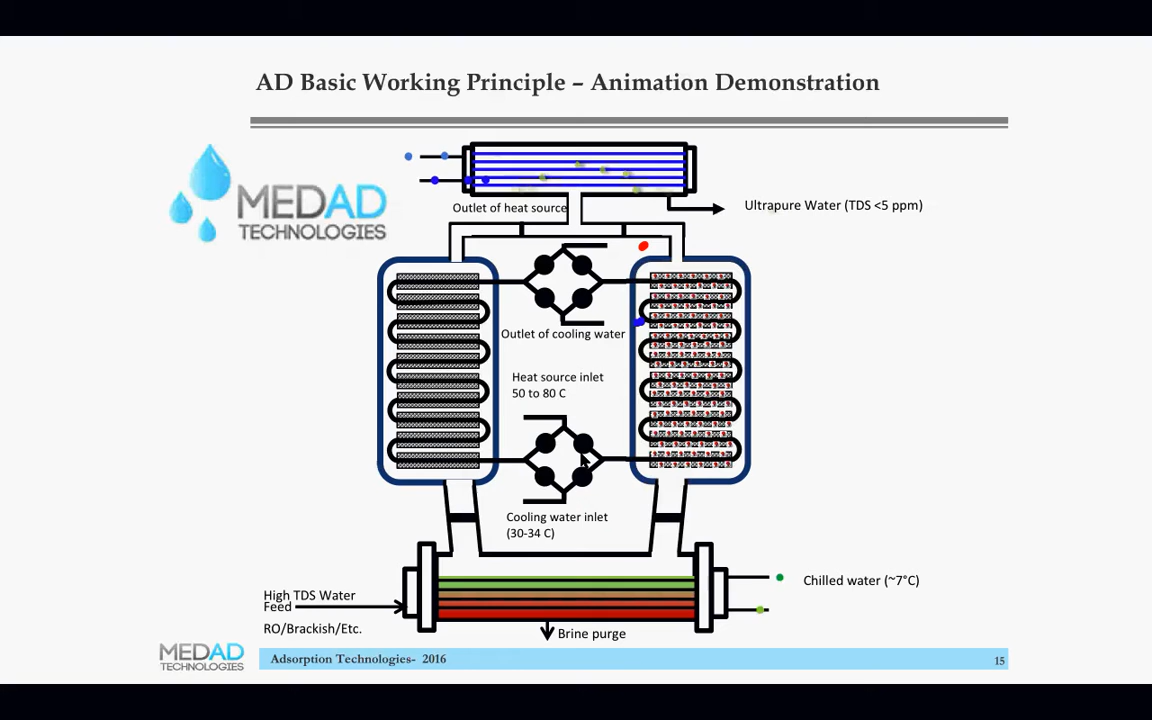 AD Basic Working Principle – Animation Demonstration
MEDAD
TECHNOLOGIES
Outlet of heat source
Ultrapure Water (TDS <5 ppm)
Outlet of cooling water
Heat source inlet
50 to 80 C
Cooling water inlet
(30-34 C)
Chilled water (~7°C)
High TDS Water
Feed
RO/Brackish/Etc.
Brine purge
MEDAD
TECHNOLOGIES
Adsorption Technologies- 2016
15